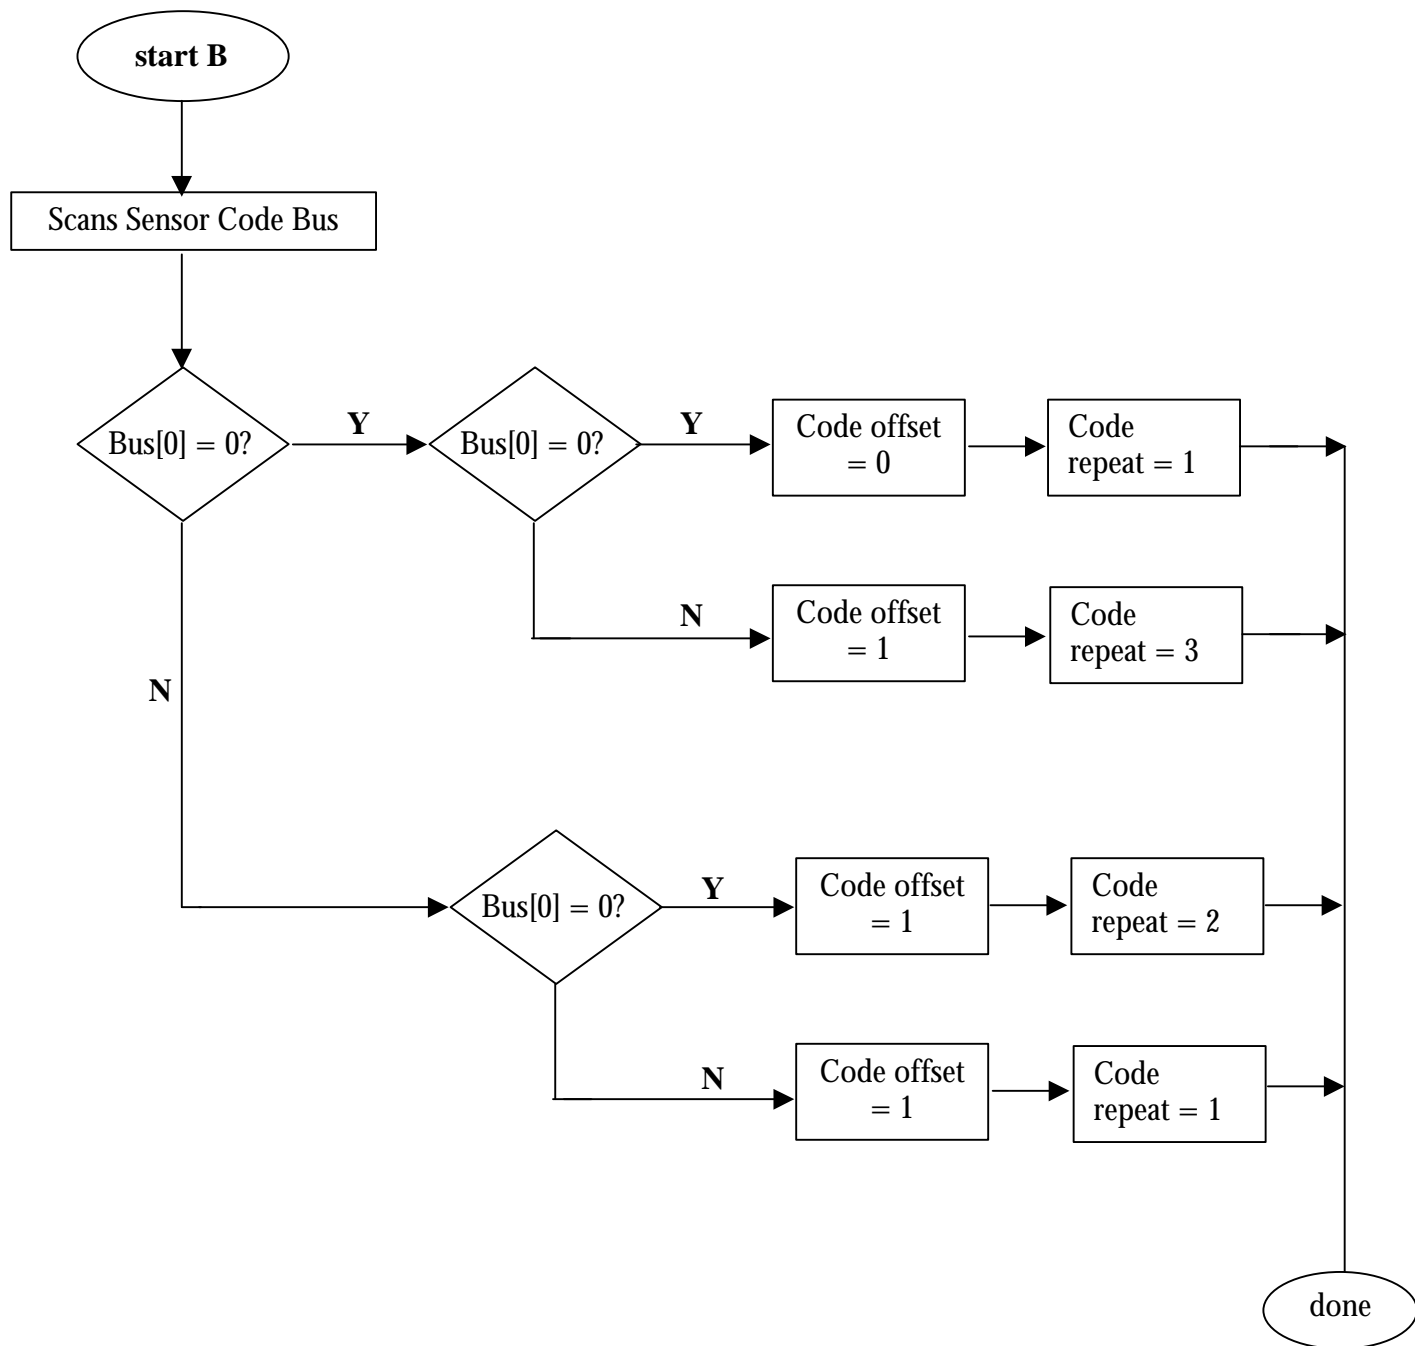 start B
Scans Sensor Code Bus
Bus[0] = 0?
Y
Bus[0] = 0?
Y
Code offset
= 0
Code
repeat = 1
N
Code offset
= 1
Code
repeat = 3
N
Bus[0] = 0?
Y
Code offset
= 1
Code
repeat = 2
N
Code offset
= 1
Code
repeat = 1
done